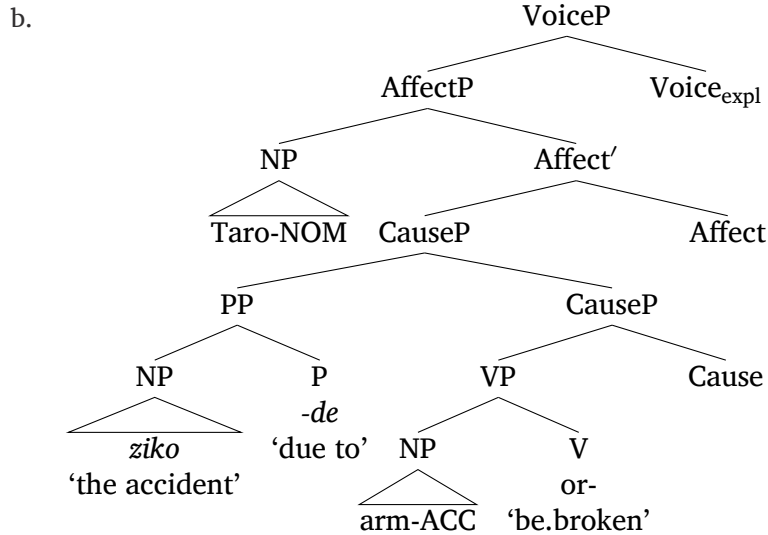 b.
VoiceP
AffectP Voice_expl
NP Affect′
Taro-NOM CauseP Affect
PP CauseP
NP P VP Cause
ziko -de NP V
‘the accident’ ‘due to’ arm-ACC or-
‘be.broken’